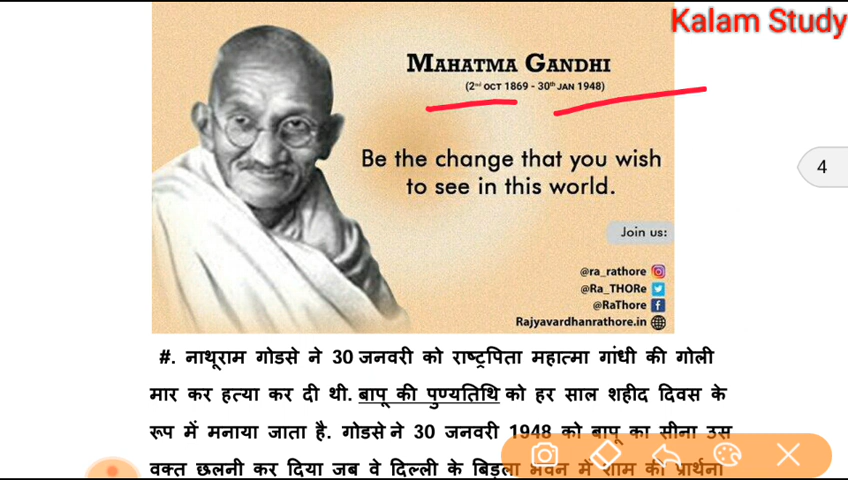 Kalam Study
MAHATMA GANDHI
(2nd OCT 1869 - 30th JAN 1948)
Be the change that you wish
to see in this world.
4
Join us:
@ra_rathore
@Ra_THORe
@RaThore
Rajyavardhanrathore.in
#. नाथूराम गोडसे ने 30 जनवरी को राष्ट्रपिता महात्मा गांधी की गोली
मार कर हत्या कर दी थी. बापू की पुण्यतिथि को हर साल शहीद दिवस के
रूप में मनाया जाता है. गोडसे ने 30 जनवरी 1948 को बापू का सीना उस
वक्त छलनी कर दिया जब वे दिल्ली के बिड़ला भवन में शाम की प्रार्थना